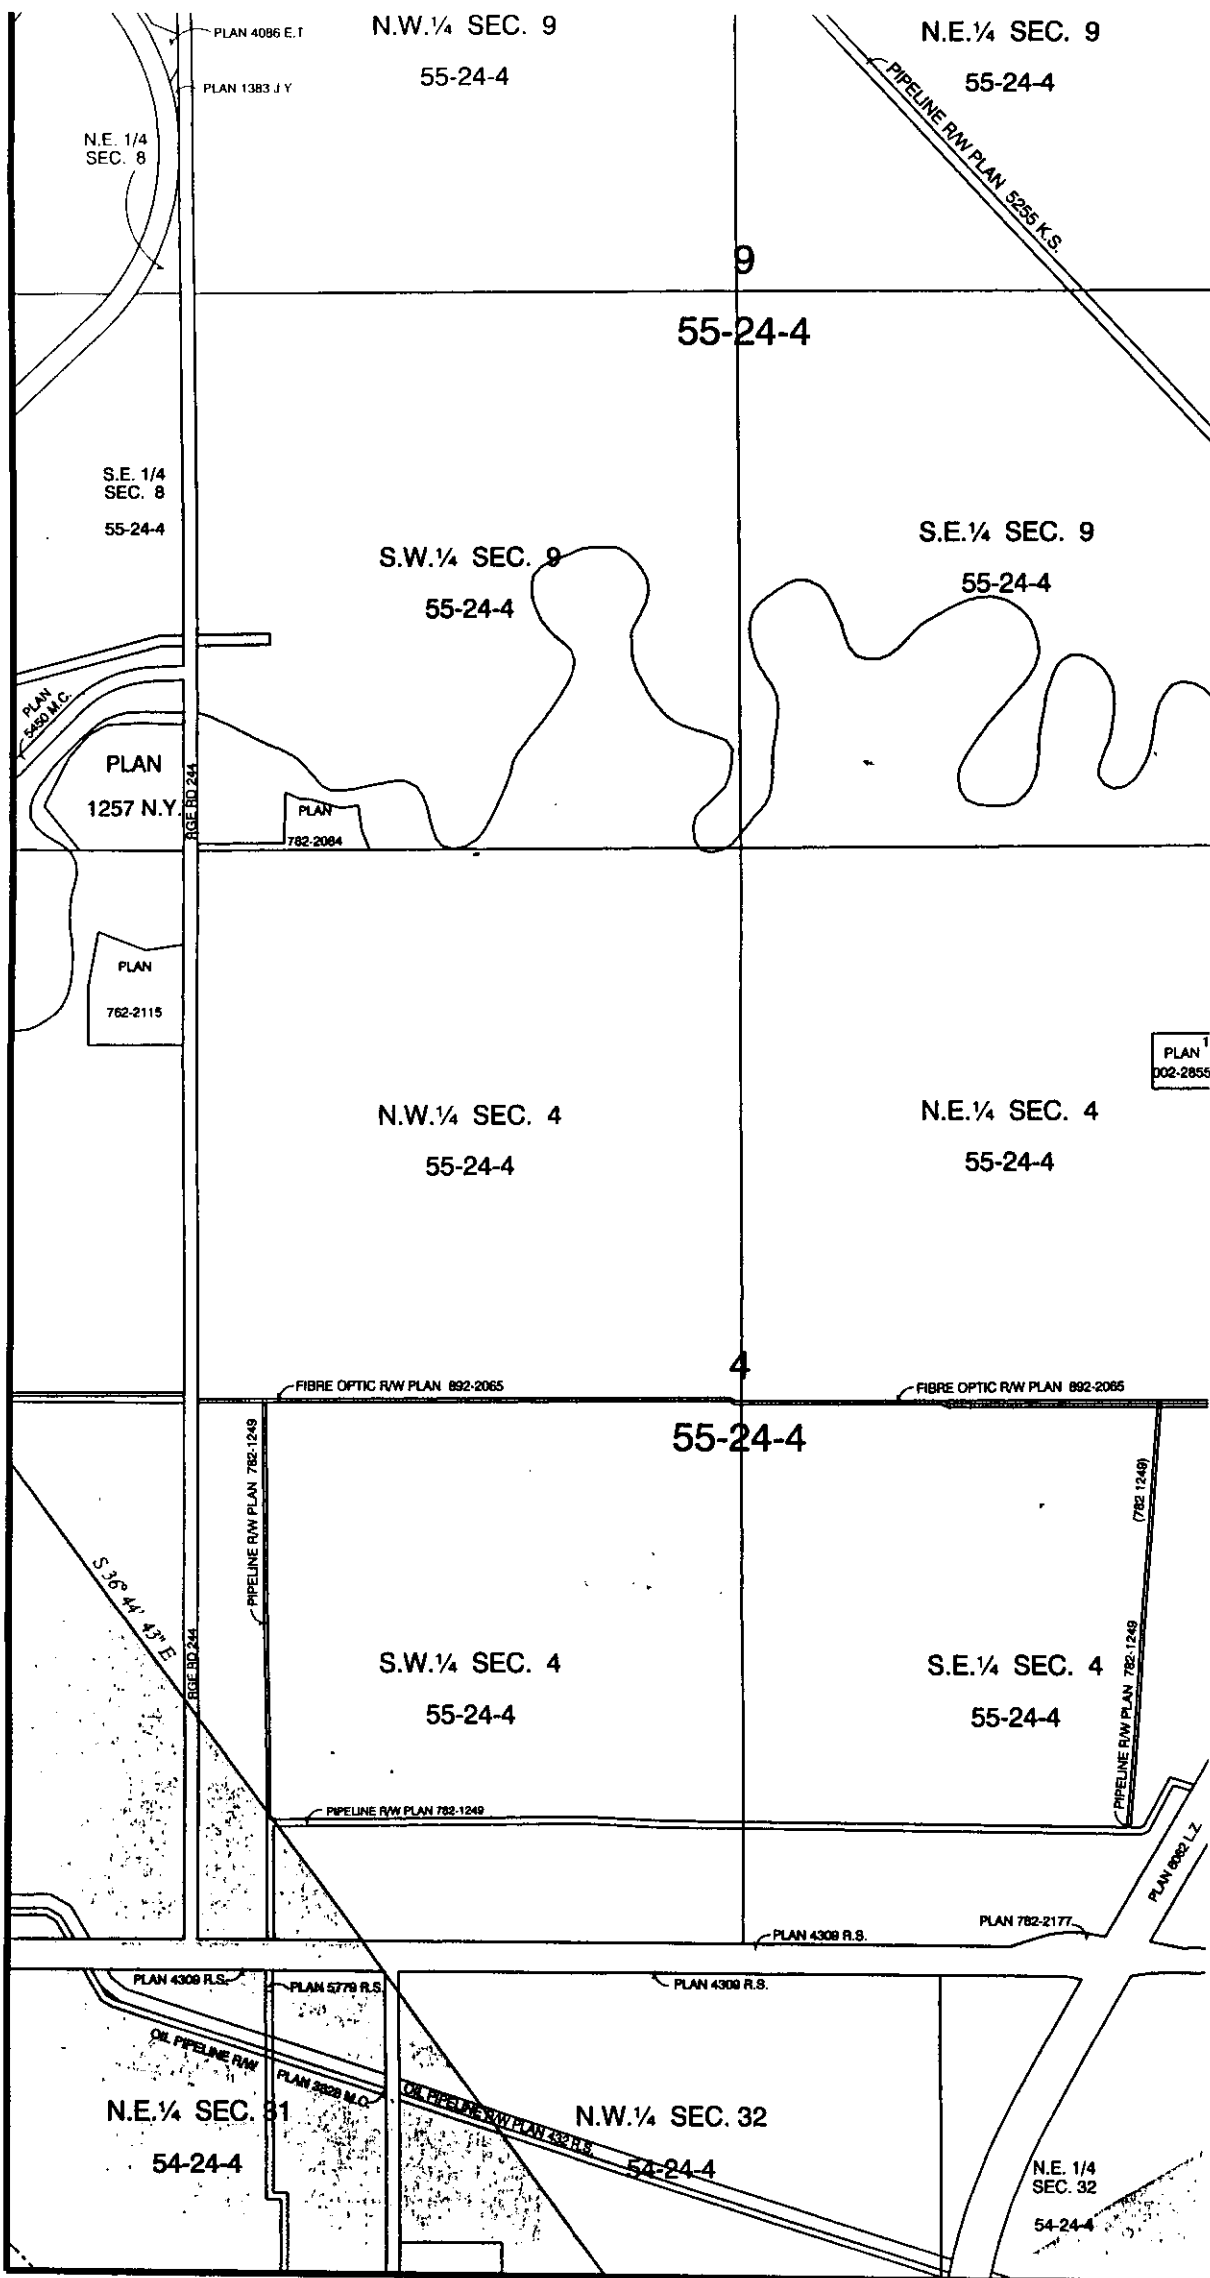 PLAN 4086 E.T
N.W.¼ SEC. 9
55-24-4
N.E.¼ SEC. 9
55-24-4
PLAN 1383 J Y
PIPELINE R/W PLAN 5255 K.S.
N.E. 1/4
SEC. 8
9
55-24-4
S.E. 1/4
SEC. 8
55-24-4
S.W.¼ SEC. 9
55-24-4
S.E.¼ SEC. 9
55-24-4
PLAN
5450 M.C.
PLAN
1257 N.Y.
RGE RD 244
PLAN
782-2084
PLAN
762-2115
PLAN 1
002-2855
N.W.¼ SEC. 4
55-24-4
N.E.¼ SEC. 4
55-24-4
4
55-24-4
FIBRE OPTIC R/W PLAN 892-2065
FIBRE OPTIC R/W PLAN 892-2065
PIPELINE R/W PLAN 782-1249
(782 1249)
S 36° 44' 43" E
RGE RD 244
S.W.¼ SEC. 4
55-24-4
S.E.¼ SEC. 4
55-24-4
PIPELINE R/W PLAN 782-1249
PIPELINE R/W PLAN 782-1249
PLAN 8062 L.Z.
PLAN 782-2177
PLAN 4309 R.S.
PLAN 4309 R.S.
PLAN 5779 R.S.
PLAN 4309 R.S.
OIL PIPELINE R/W
PLAN 3828 M.O.
OIL PIPELINE R/W PLAN 432 R.S.
N.E.¼ SEC. 31
54-24-4
N.W.¼ SEC. 32
54-24-4
N.E. 1/4
SEC. 32
54-24-4